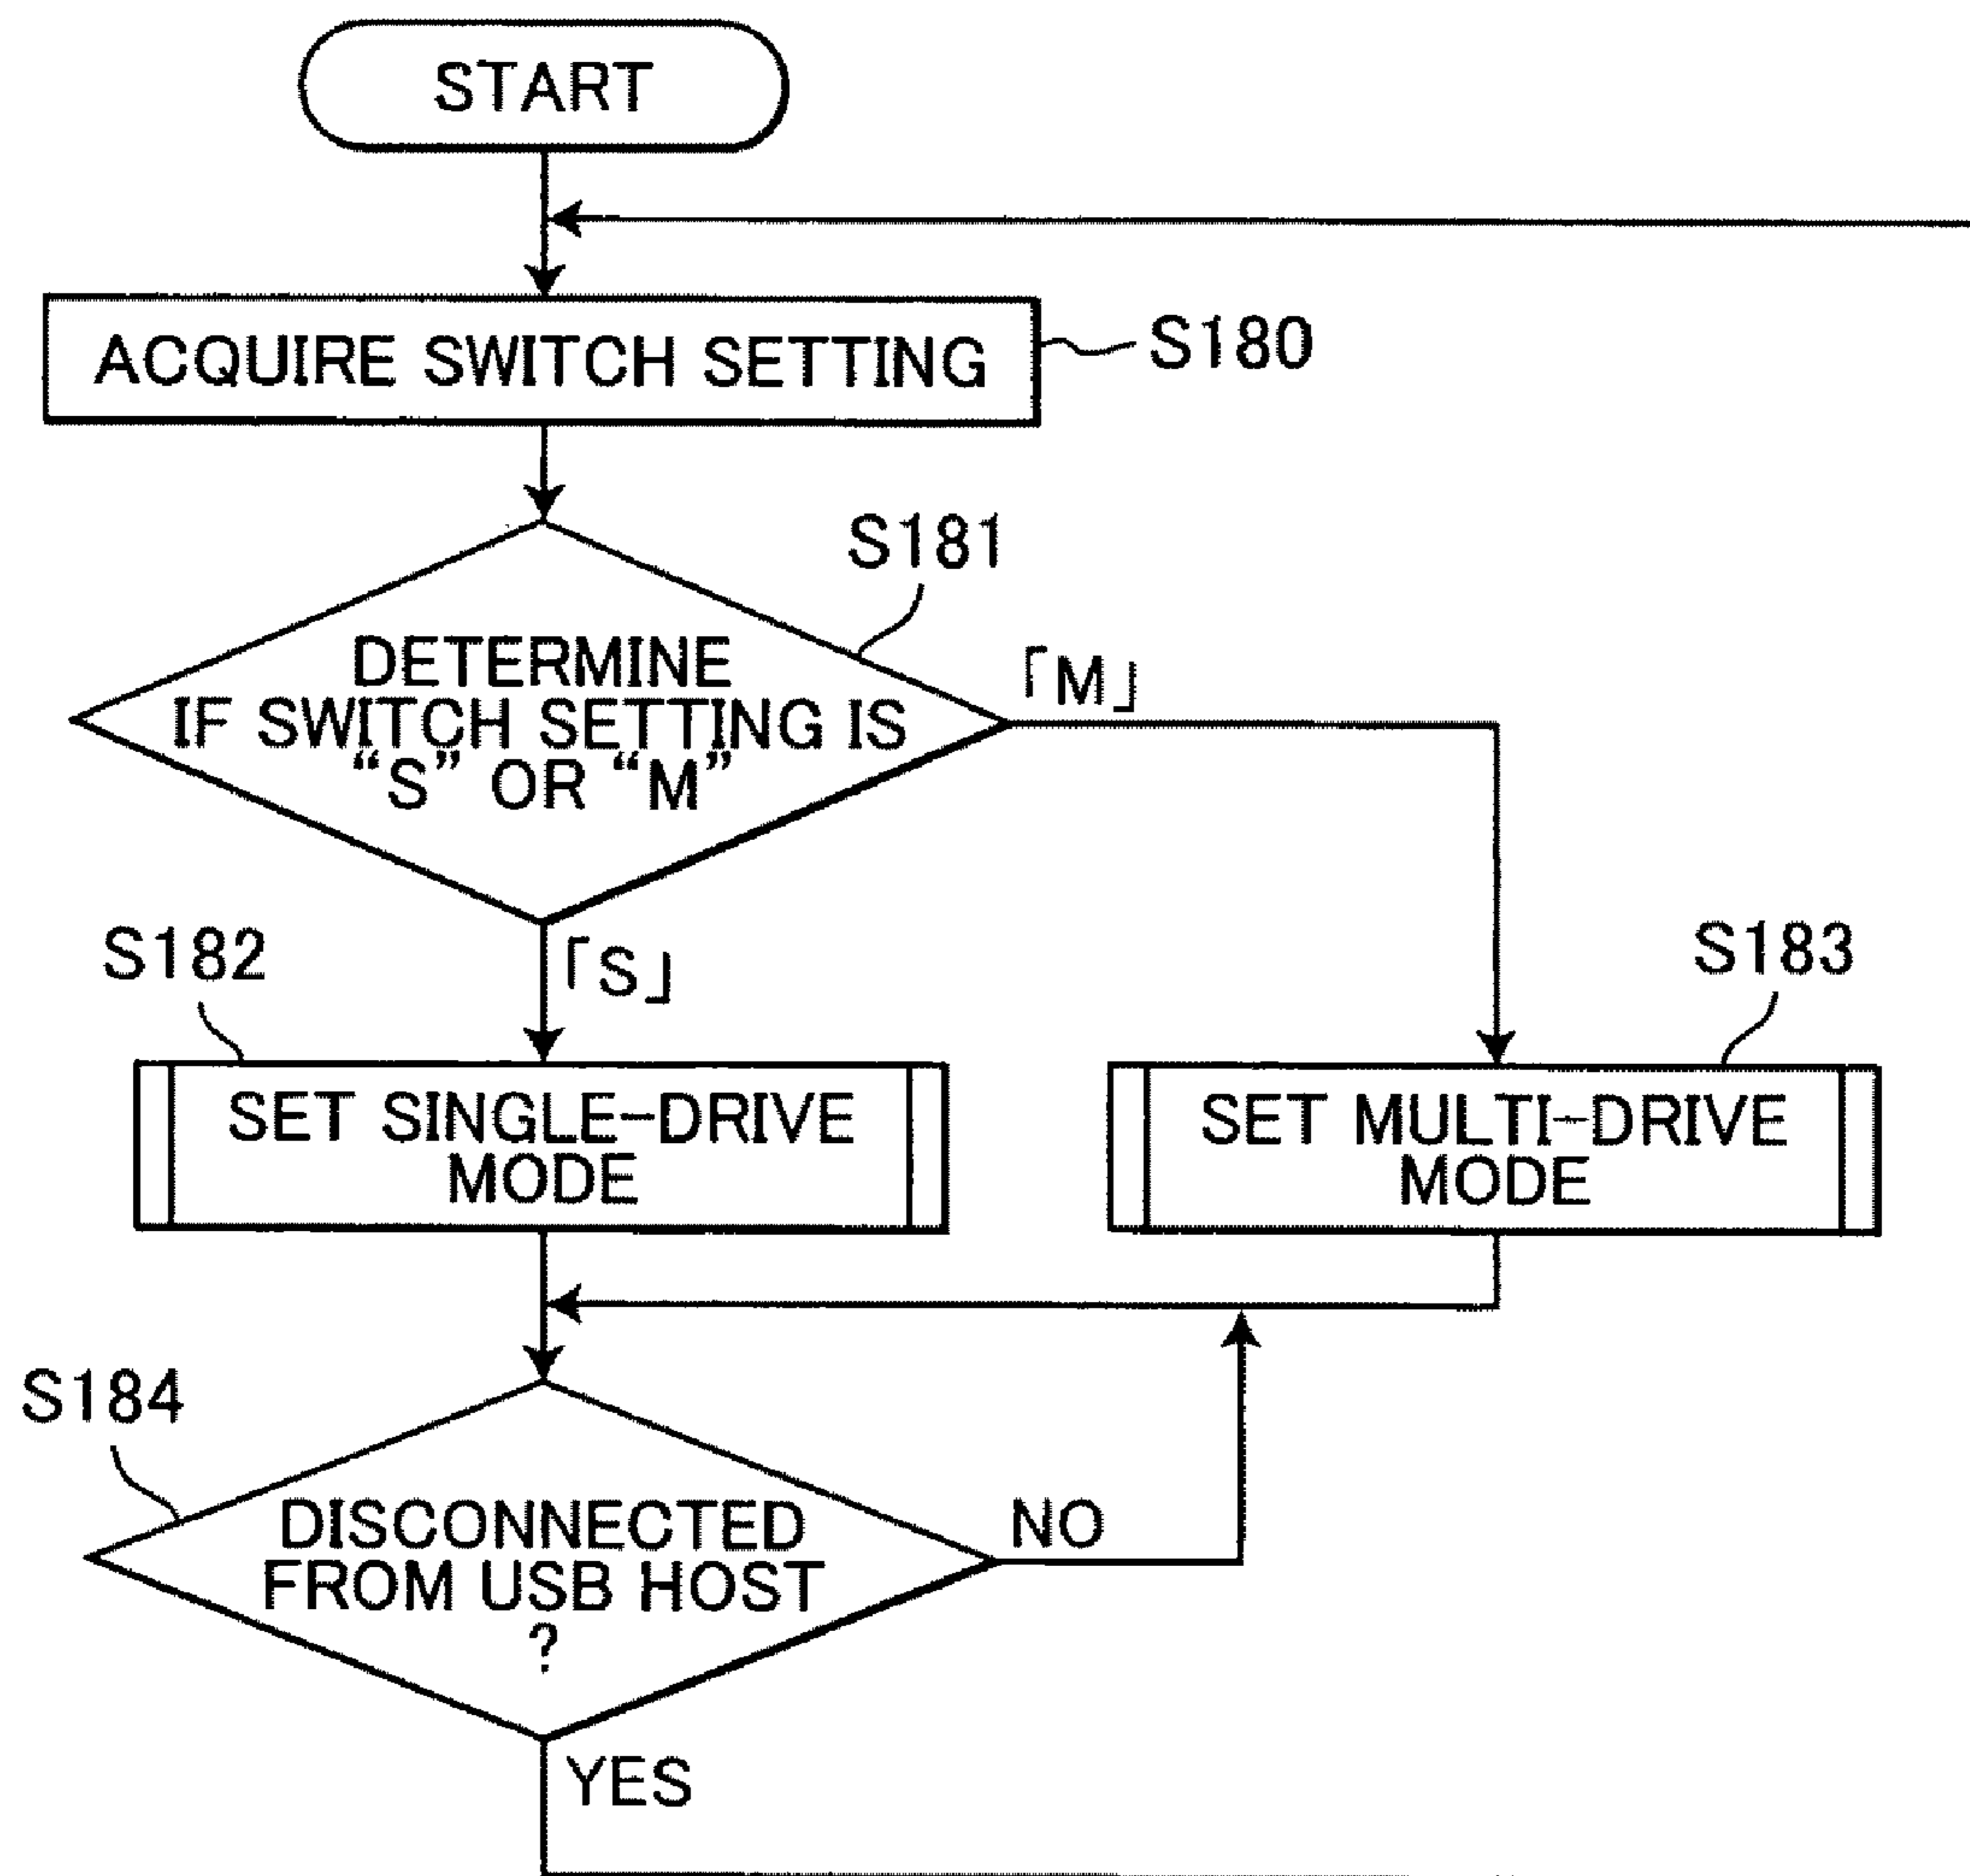 START
ACQUIRE SWITCH SETTING
S180
S181
DETERMINE
IF SWITCH SETTING IS
“S” OR “M”
「M」
「S」
S182
S183
SET SINGLE-DRIVE
MODE
SET MULTI-DRIVE
MODE
S184
DISCONNECTED
FROM USB HOST
?
NO
YES